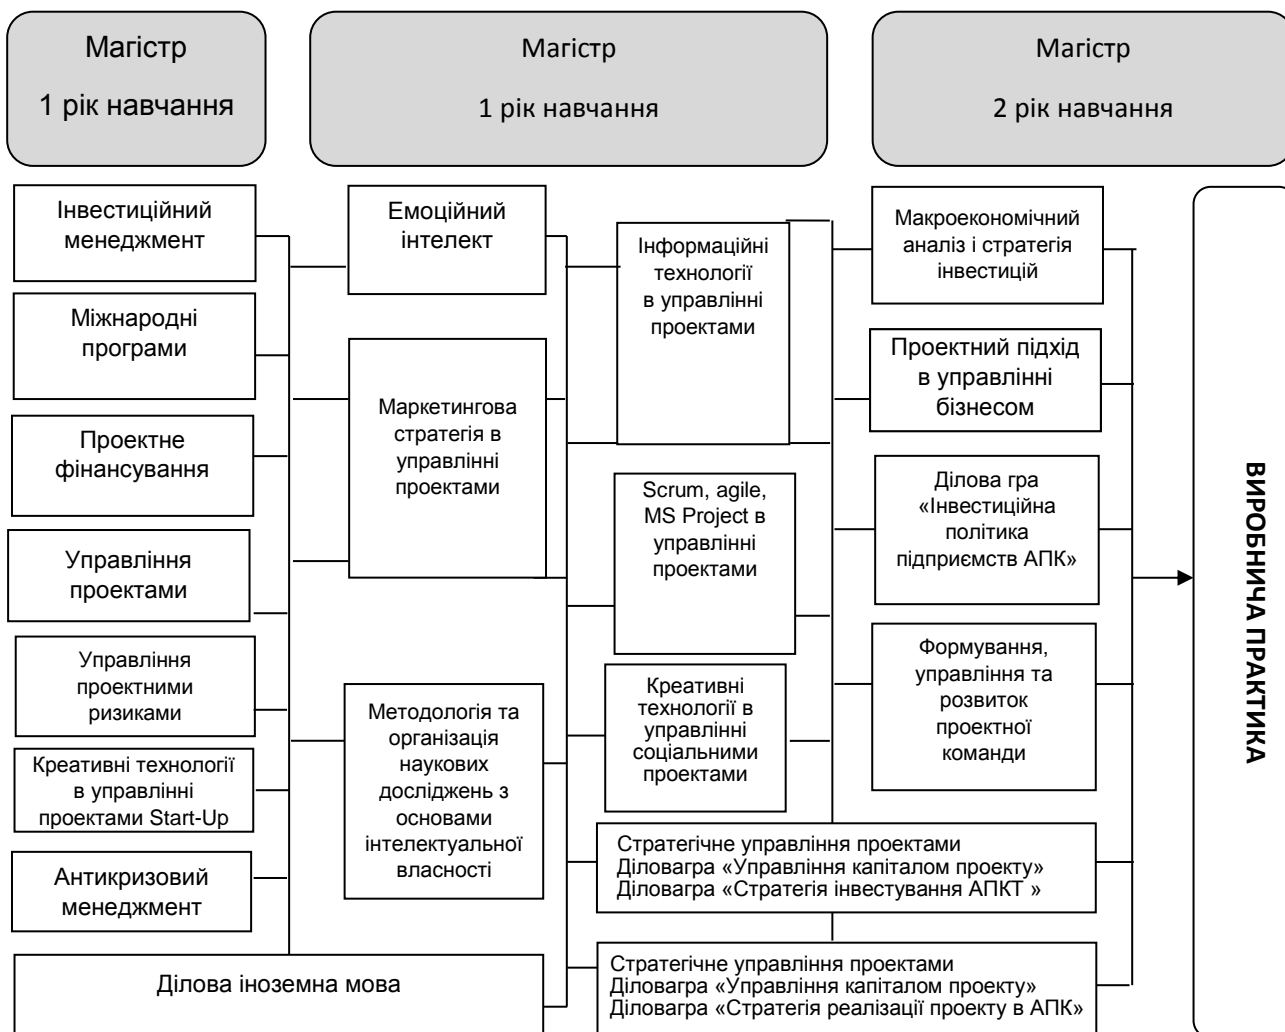 Магістр
1 рік навчання
Магістр
1 рік навчання
Магістр
2 рік навчання
Інвестиційний
менеджмент
Міжнародні
програми
Проектне
фінансування
Управління
проектами
Управління
проектними
ризиками
Креативні технології
в управлінні
проектами Start-Up
Антикризовий
менеджмент
Ділова іноземна мова
Емоційний
інтелект
Маркетингова
стратегія в
управлінні
проектами
Методологія та
організація
наукових
досліджень з
основами
інтелектуальної
власності
Інформаційні
технології
в управлінні
проектами
Scrum, agile,
MS Project в
управлінні
проектами
Креативні
технології в
управлінні
соціальними
проектами
Стратегічне управління проектами
Діловагра «Управління капіталом проекту»
Діловагра «Стратегія інвестування АПКТ »
Стратегічне управління проектами
Діловагра «Управління капіталом проекту»
Діловагра «Стратегія реалізації проекту в АПК»
Макроекономічний
аналіз і стратегія
інвестицій
Проектний підхід
в управлінні
бізнесом
Ділова гра
«Інвестиційна
політика
підприємств АПК»
Формування,
управління та
розвиток
проектної
команди
ВИРОБНИЧА ПРАКТИКА